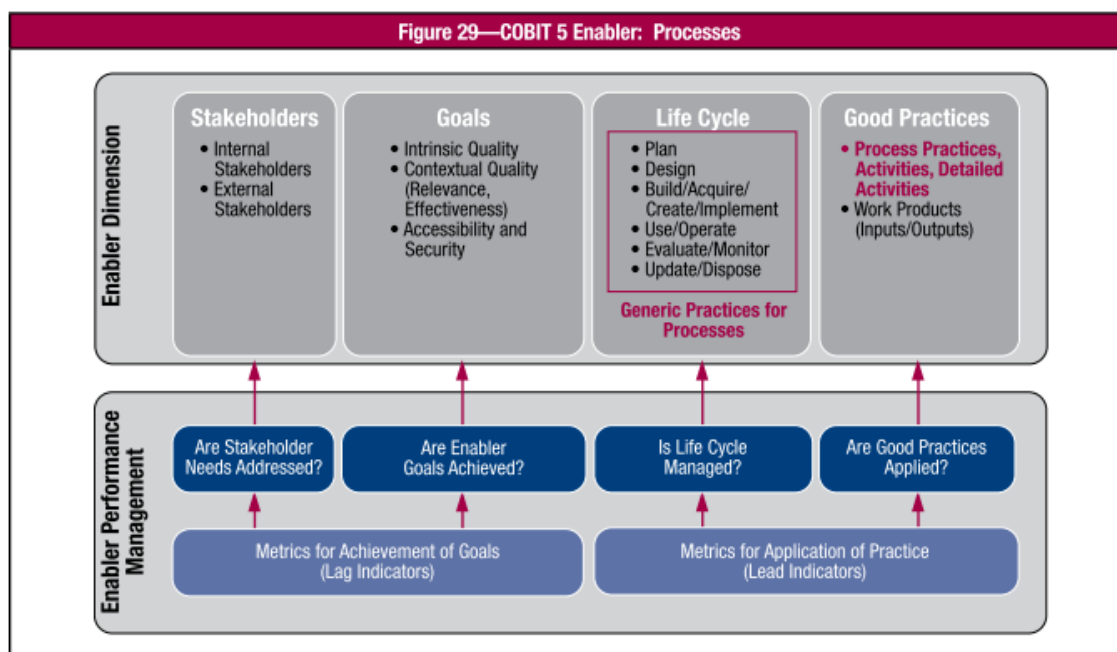 Figure 29—COBIT 5 Enabler: Processes
Enabler Dimension
Stakeholders
• Internal
Stakeholders
• External
Stakeholders
Goals
• Intrinsic Quality
• Contextual Quality
(Relevance,
Effectiveness)
• Accessibility and
Security
Life Cycle
• Plan
• Design
• Build/Acquire/
Create/Implement
• Use/Operate
• Evaluate/Monitor
• Update/Dispose
Generic Practices for
Processes
Good Practices
• Process Practices,
Activities, Detailed
Activities
• Work Products
(Inputs/Outputs)
Enabler Performance
Management
Are Stakeholder
Needs Addressed?
Are Enabler
Goals Achieved?
Is Life Cycle
Managed?
Are Good Practices
Applied?
Metrics for Achievement of Goals
(Lag Indicators)
Metrics for Application of Practice
(Lead Indicators)